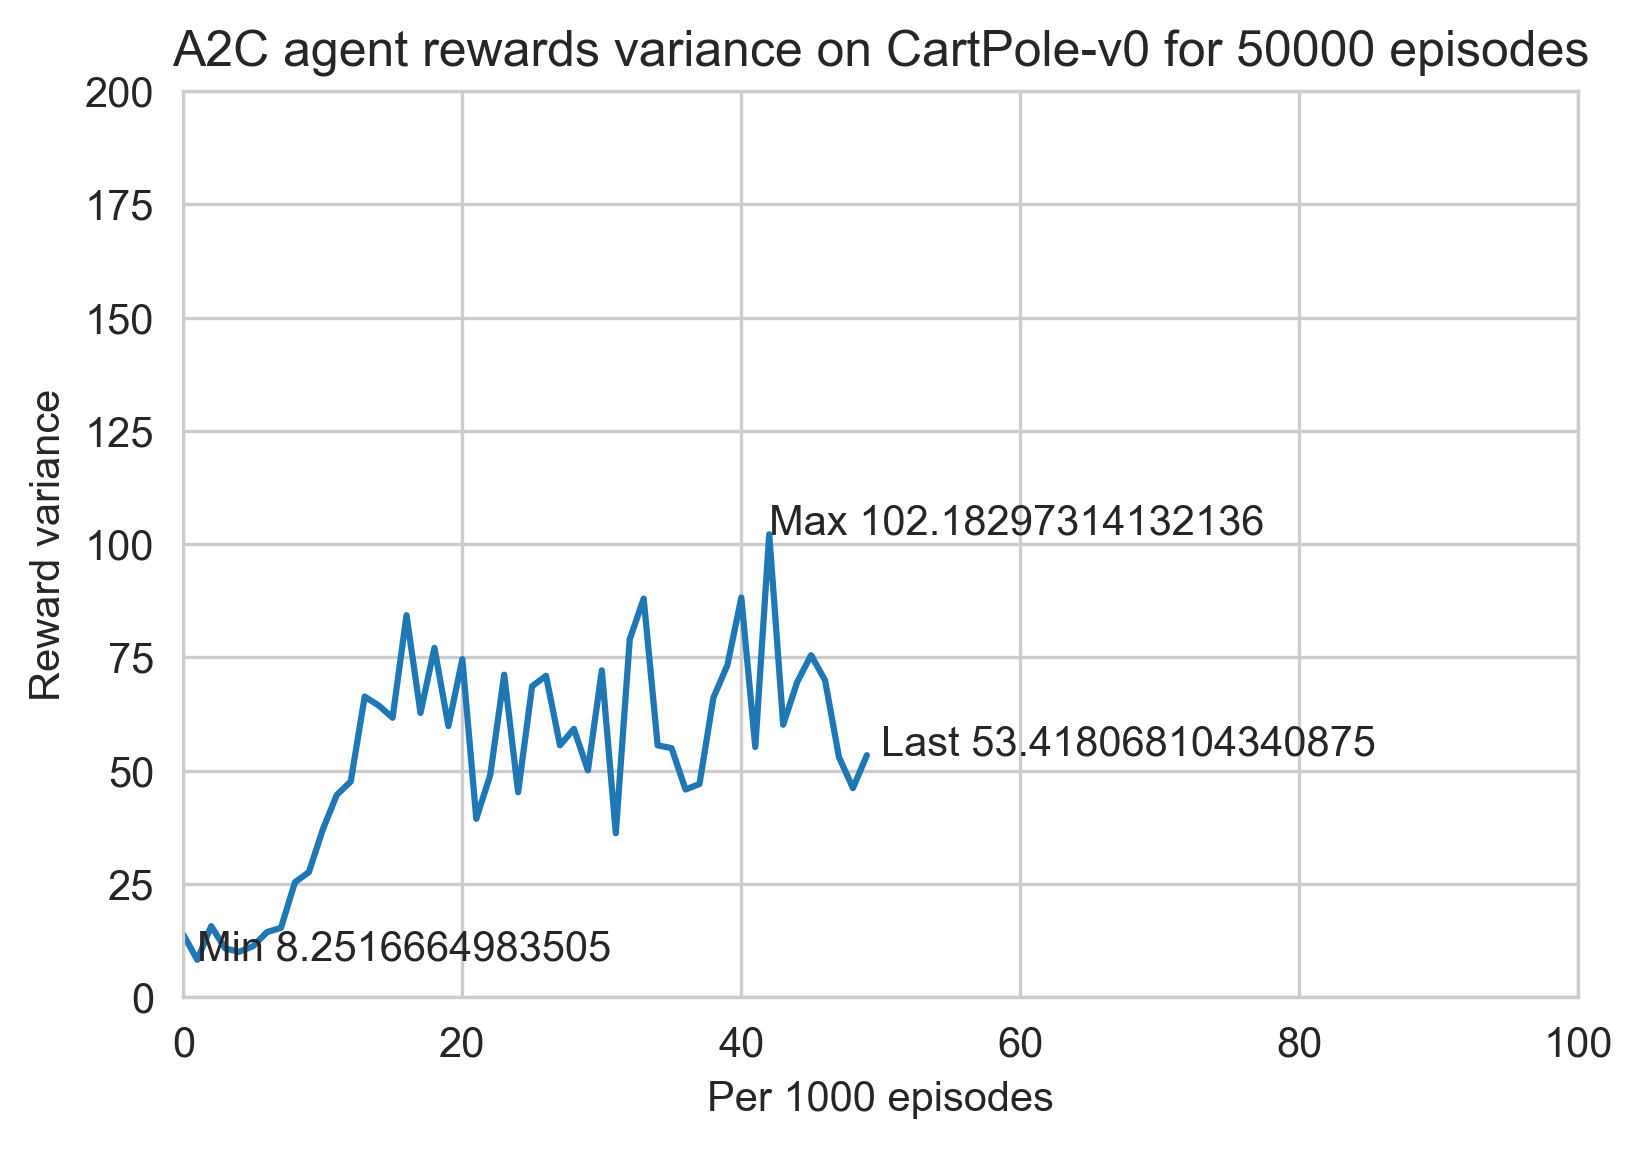 A2C agent rewards variance on CartPole-v0 for 50000 episodes
200
175
150
125
100
75
50
25
0
Reward variance
Max 102.18297314132136
Last 53.418068104340875
Min 8.2516664983505
0 20 40 60 80 100
Per 1000 episodes